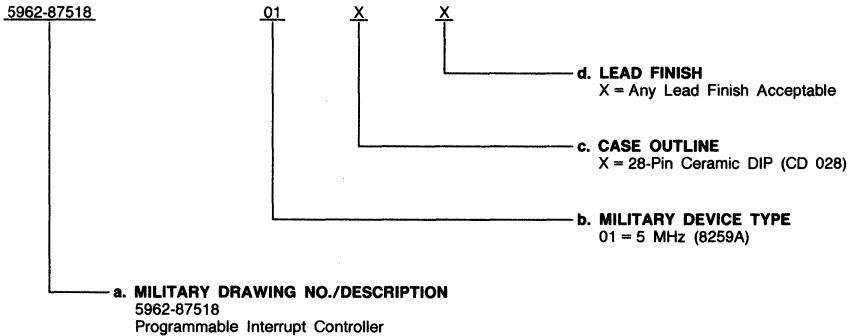 5962-87518 01 X X
d. LEAD FINISH
X = Any Lead Finish Acceptable
c. CASE OUTLINE
X = 28-Pin Ceramic DIP (CD 028)
b. MILITARY DEVICE TYPE
01 = 5 MHz (8259A)
a. MILITARY DRAWING NO./DESCRIPTION
5962-87518
Programmable Interrupt Controller